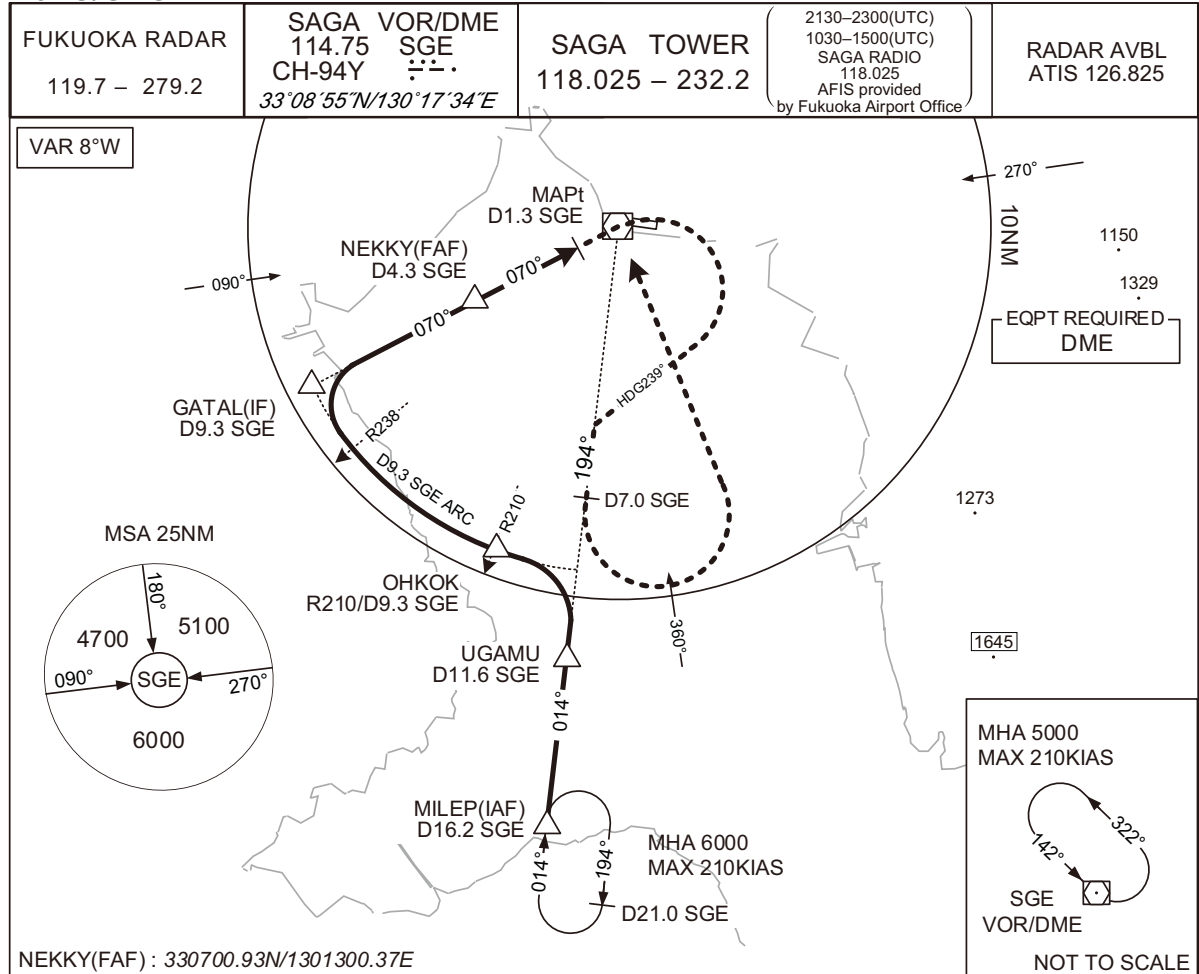 FUKUOKA RADAR
119.7 – 279.2
SAGA VOR/DME
114.75 SGE
CH-94Y
33°08´55˝N/130°17´34˝E
SAGA TOWER
118.025 – 232.2
2130–2300(UTC)
1030–1500(UTC)
SAGA RADIO
118.025
AFIS provided
by Fukuoka Airport Office
RADAR AVBL
ATIS 126.825
VAR 8°W
270°
10NM
1150
1329
EQPT REQUIRED
DME
MAPt
D1.3 SGE
NEKKY(FAF)
D4.3 SGE
090°
070°
070°
GATAL(IF)
D9.3 SGE
R238
HDG239°
D9.3 SGE ARC
194°
D7.0 SGE
R210
1273
OHKOK
R210/D9.3 SGE
360°
MSA 25NM
180°
4700
5100
090°
SGE
270°
6000
UGAMU
D11.6 SGE
1645
014°
MILEP(IAF)
D16.2 SGE
MHA 6000
MAX 210KIAS
014°
194°
D21.0 SGE
MHA 5000
MAX 210KIAS
322°
142°
SGE
VOR/DME
NOT TO SCALE
NEKKY(FAF) : 330700.93N/1301300.37E